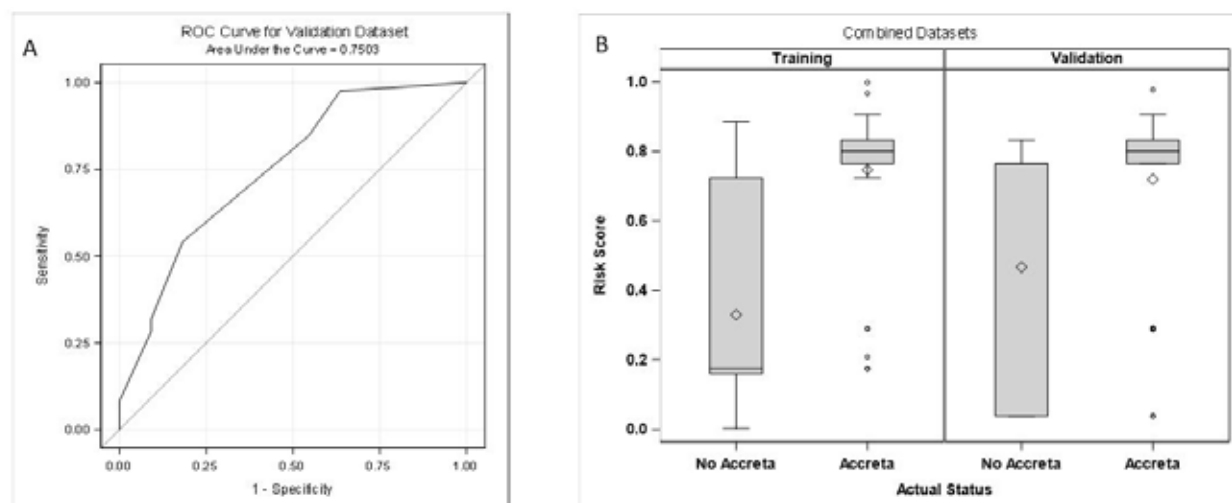 A
ROC Curve for Validation Dataset
Area Under the Curve = 0.7503
1.00
0.75
0.50
0.25
0.00
Sensitivity
0.00 0.25 0.50 0.75 1.00
1 - Specificity
B
Combined Datasets
Training Validation
1.0
0.8
0.6
0.4
0.2
0.0
Risk Score
No Accreta Accreta No Accreta Accreta
Actual Status